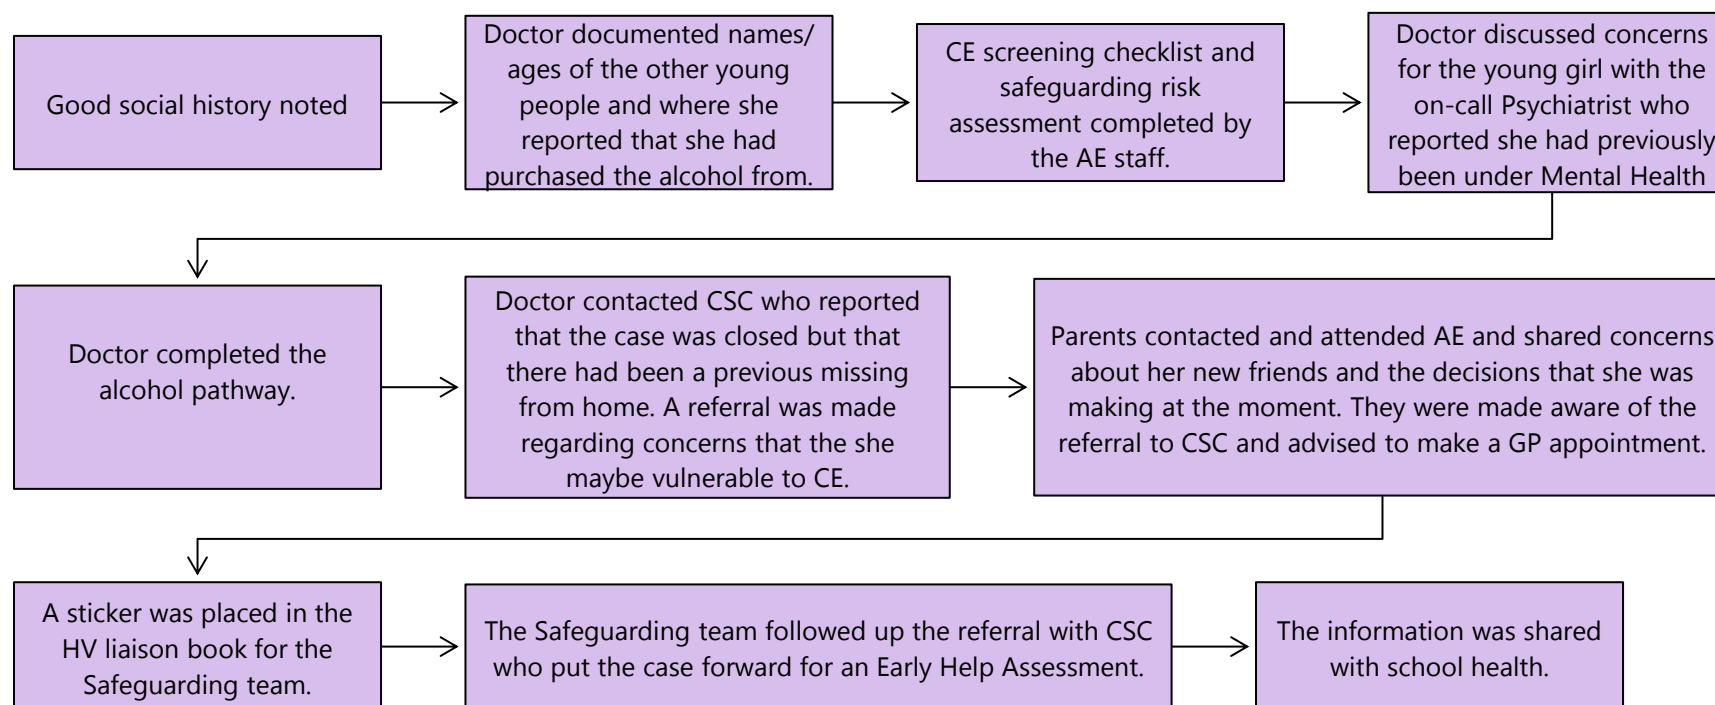 Good social history noted
Doctor documented names/
ages of the other young
people and where she
reported that she had
purchased the alcohol from.
CE screening checklist and
safeguarding risk
assessment completed by
the AE staff.
Doctor discussed concerns
for the young girl with the
on-call Psychiatrist who
reported she had previously
been under Mental Health
Doctor completed the
alcohol pathway.
Doctor contacted CSC who reported
that the case was closed but that
there had been a previous missing
from home. A referral was made
regarding concerns that the she
maybe vulnerable to CE.
Parents contacted and attended AE and shared concerns
about her new friends and the decisions that she was
making at the moment. They were made aware of the
referral to CSC and advised to make a GP appointment.
A sticker was placed in the
HV liaison book for the
Safeguarding team.
The Safeguarding team followed up the referral with CSC
who put the case forward for an Early Help Assessment.
The information was shared
with school health.